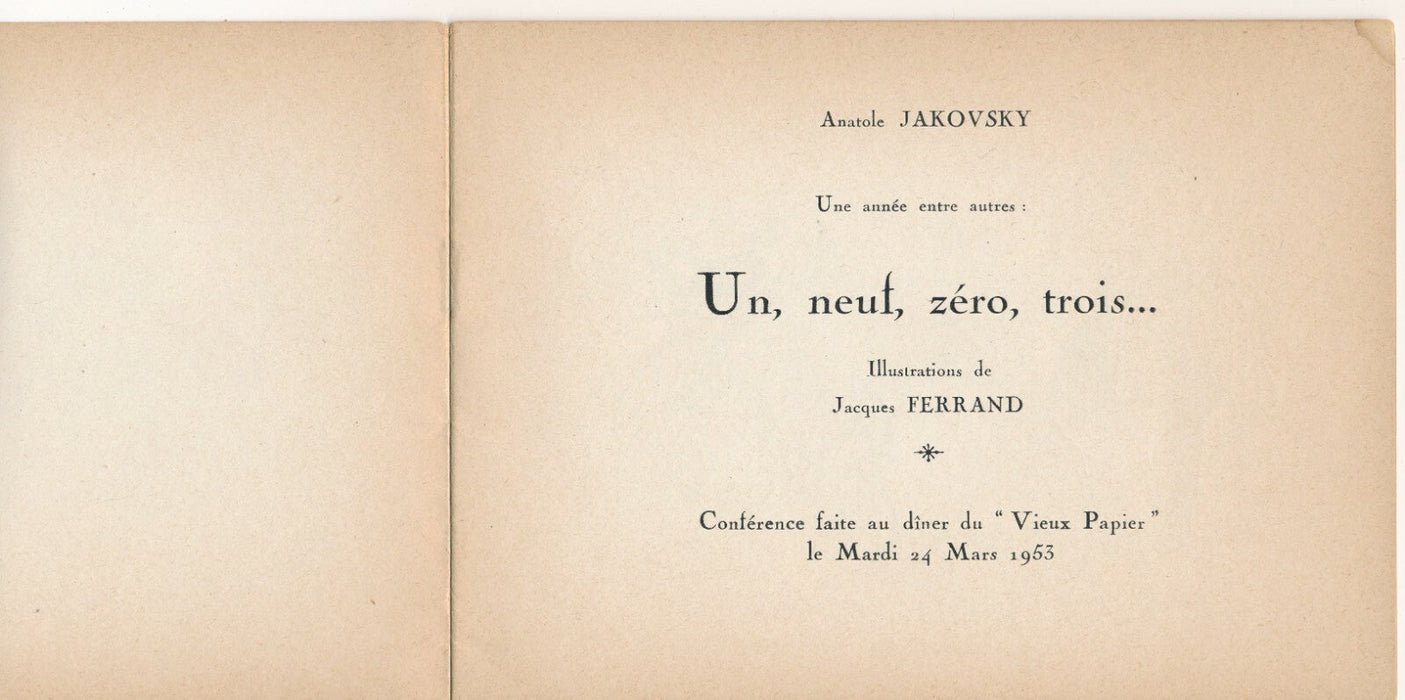 Anatole JAKOVSKY
Une année entre autres :
Un, neuf, zéro, trois...
Illustrations de
Jacques FERRAND
Conférence faite au dîner du “ Vieux Papier ”
le Mardi 24 Mars 1953